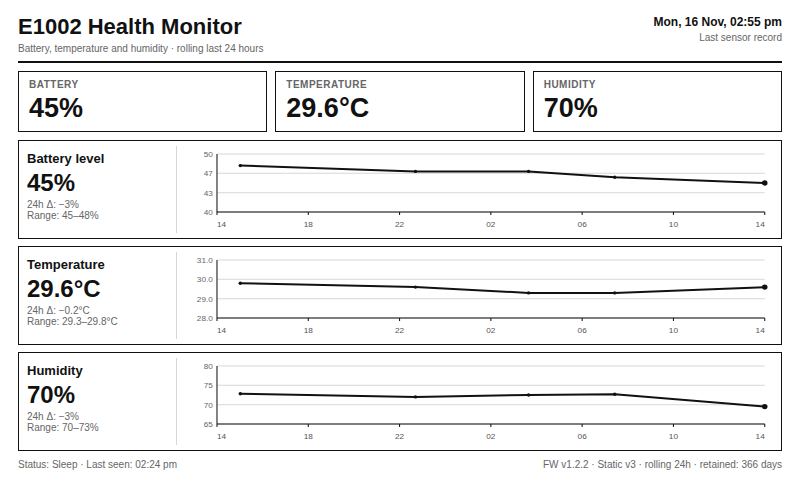 E1002 Health Monitor
Mon, 16 Nov, 02:55 pm
Battery, temperature and humidity · rolling last 24 hours
Last sensor record
BATTERY
45%
TEMPERATURE
29.6°C
HUMIDITY
70%
Battery level
45%
24h Δ: −3%
Range: 45–48%
50
47
43
40
14 18 22 02 06 10 14
Temperature
29.6°C
24h Δ: −0.2°C
Range: 29.3–29.8°C
31.0
30.0
29.0
28.0
14 18 22 02 06 10 14
Humidity
70%
24h Δ: −3%
Range: 70–73%
80
75
70
65
14 18 22 02 06 10 14
Status: Sleep · Last seen: 02:24 pm
FW v1.2.2 · Static v3 · rolling 24h · retained: 366 days